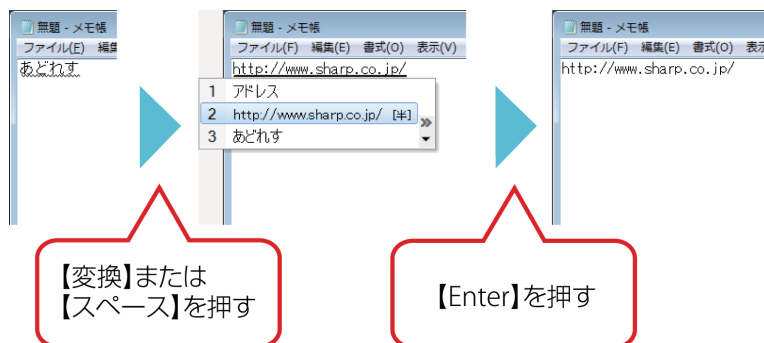 無題 - メモ帳
ファイル(F) 編集
あどれす
無題 - メモ帳
ファイル(F) 編集(E) 書式(O) 表示(V)
http://www.sharp.co.jp/
1 アドレス
2 http://www.sharp.co.jp/ [半]
3 あどれす
無題 - メモ帳
ファイル(F) 編集(E) 書式(O) 表示
http://www.sharp.co.jp/
【変換】または
【スペース】を押す
【Enter】を押す